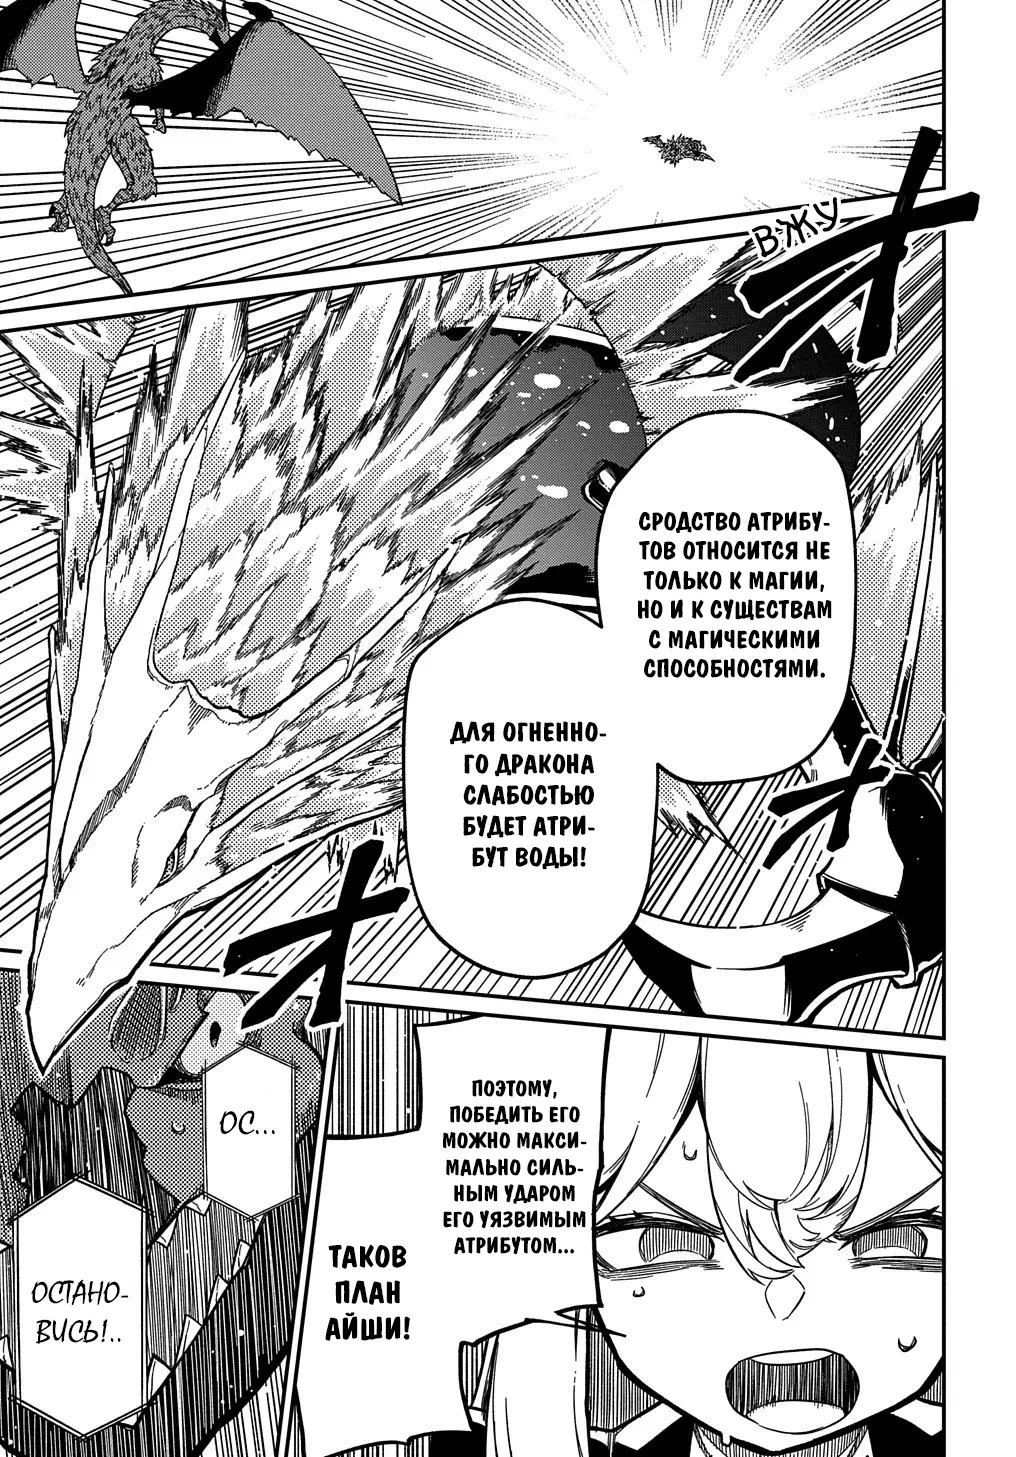 ВЖУ
СРОДСТВО АТРИБУ-
ТОВ ОТНОСИТСЯ НЕ
ТОЛЬКО К МАГИИ,
НО И К СУЩЕСТВАМ
С МАГИЧЕСКИМИ
СПОСОБНОСТЯМИ.
ДЛЯ ОГНЕННО-
ГО ДРАКОНА
СЛАБОСТЬЮ
БУДЕТ АТРИ-
БУТ ВОДЫ!
ПОЭТОМУ,
ПОБЕДИТЬ ЕГО
МОЖНО МАКСИ-
МАЛЬНО СИЛЬ-
НЫМ УДАРОМ
ЕГО УЯЗВИМЫМ
АТРИБУТОМ...
ТАКОВ
ПЛАН
АЙШИ!
ОС...
ОСТАНО-
ВИСЬ!..